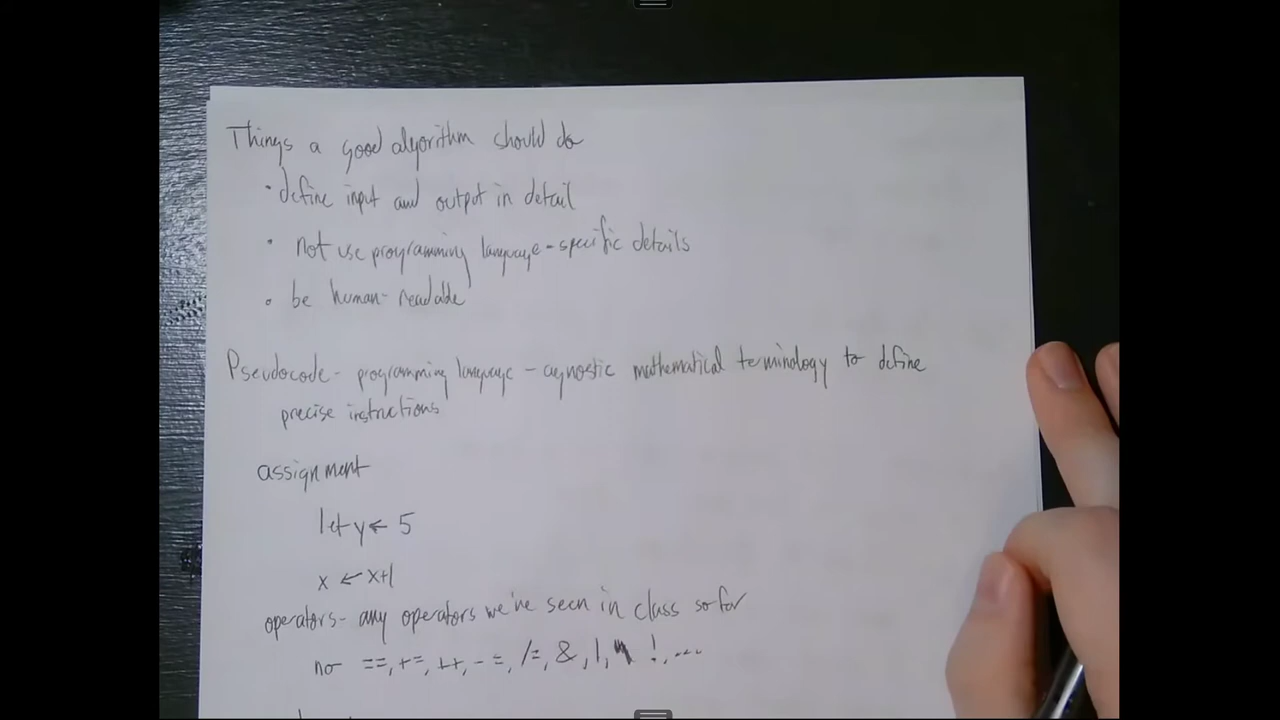 Things a good algorithm should do
• define input and output in detail
• not use programming language-specific details
• be human-readable
Pseudocode - programming language-agnostic mathematical terminology to define
precise instructions
assignment
let y ← 5
x ← x+1
operators - any operators we've seen in class so far
no ==, +=, ++, -=, /=, &, |, !, ...